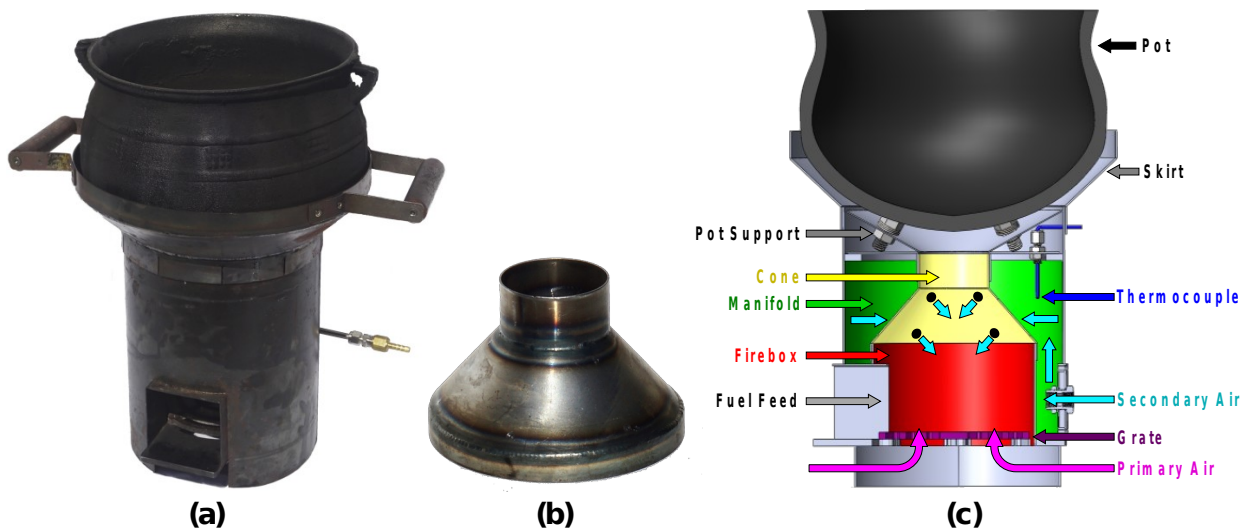 Pot
Skirt
Pot Support
Cone
Manifold
Thermocouple
Firebox
Fuel Feed
Secondary Air
Grate
Primary Air
(a)
(b)
(c)